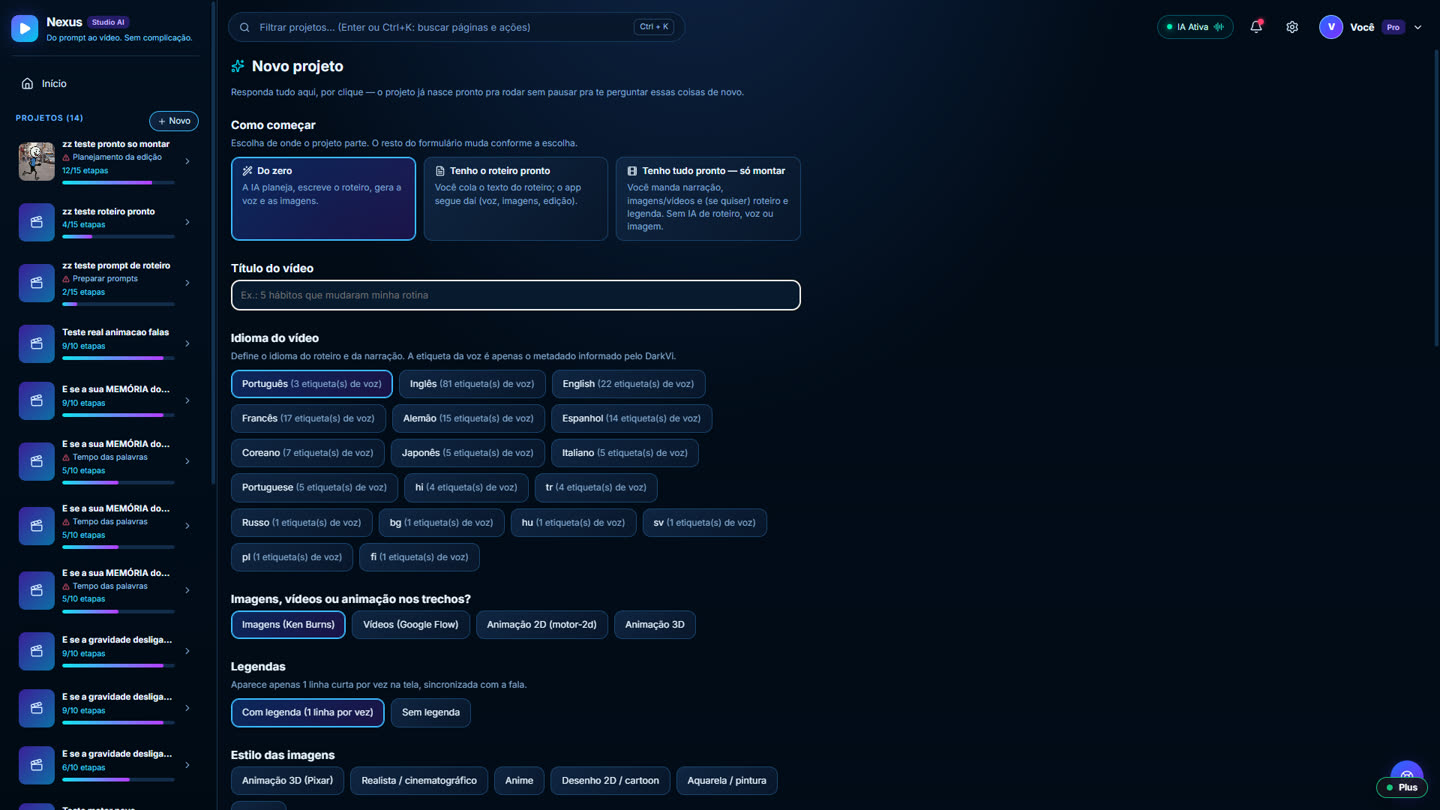 Nexus Studio AI
Do prompt ao vídeo. Sem complicação.
Início
PROJETOS (14)
+ Novo
zz teste pronto so montar
Planejamento da edição
12/15 etapas
zz teste roteiro pronto
4/15 etapas
zz teste prompt de roteiro
Preparar prompts
2/15 etapas
Teste real animacao falas
9/10 etapas
E se a sua MEMÓRIA do...
9/10 etapas
E se a sua MEMÓRIA do...
Tempo das palavras
5/10 etapas
E se a sua MEMÓRIA do...
Tempo das palavras
5/10 etapas
E se a sua MEMÓRIA do...
Tempo das palavras
5/10 etapas
E se a gravidade desliga...
9/10 etapas
E se a gravidade desliga...
9/10 etapas
E se a gravidade desliga...
6/10 etapas
Filtrar projetos... (Enter ou Ctrl+K: buscar páginas e ações)
Ctrl + K
IA Ativa
V
Você
Pro
Novo projeto
Responda tudo aqui, por clique — o projeto já nasce pronto pra rodar sem pausar pra te perguntar essas coisas de novo.
Como começar
Escolha de onde o projeto parte. O resto do formulário muda conforme a escolha.
Do zero
A IA planeja, escreve o roteiro, gera a
voz e as imagens.
Tenho o roteiro pronto
Você cola o texto do roteiro; o app
segue daí (voz, imagens, edição).
Tenho tudo pronto — só montar
Você manda narração,
imagens/vídeos e (se quiser) roteiro e
legenda. Sem IA de roteiro, voz ou
imagem.
Título do vídeo
Ex.: 5 hábitos que mudaram minha rotina
Idioma do vídeo
Define o idioma do roteiro e da narração. A etiqueta da voz é apenas o metadado informado pelo DarkVi.
Português (3 etiqueta(s) de voz)
Inglês (81 etiqueta(s) de voz)
English (22 etiqueta(s) de voz)
Francês (17 etiqueta(s) de voz)
Alemão (15 etiqueta(s) de voz)
Espanhol (14 etiqueta(s) de voz)
Coreano (7 etiqueta(s) de voz)
Japonês (5 etiqueta(s) de voz)
Italiano (5 etiqueta(s) de voz)
Portuguese (5 etiqueta(s) de voz)
hi (4 etiqueta(s) de voz)
tr (4 etiqueta(s) de voz)
Russo (1 etiqueta(s) de voz)
bg (1 etiqueta(s) de voz)
hu (1 etiqueta(s) de voz)
sv (1 etiqueta(s) de voz)
pl (1 etiqueta(s) de voz)
fi (1 etiqueta(s) de voz)
Imagens, vídeos ou animação nos trechos?
Imagens (Ken Burns)
Vídeos (Google Flow)
Animação 2D (motor-2d)
Animação 3D
Legendas
Aparece apenas 1 linha curta por vez na tela, sincronizada com a fala.
Com legenda (1 linha por vez)
Sem legenda
Estilo das imagens
Animação 3D (Pixar)
Realista / cinematográfico
Anime
Desenho 2D / cartoon
Aquarela / pintura
Plus